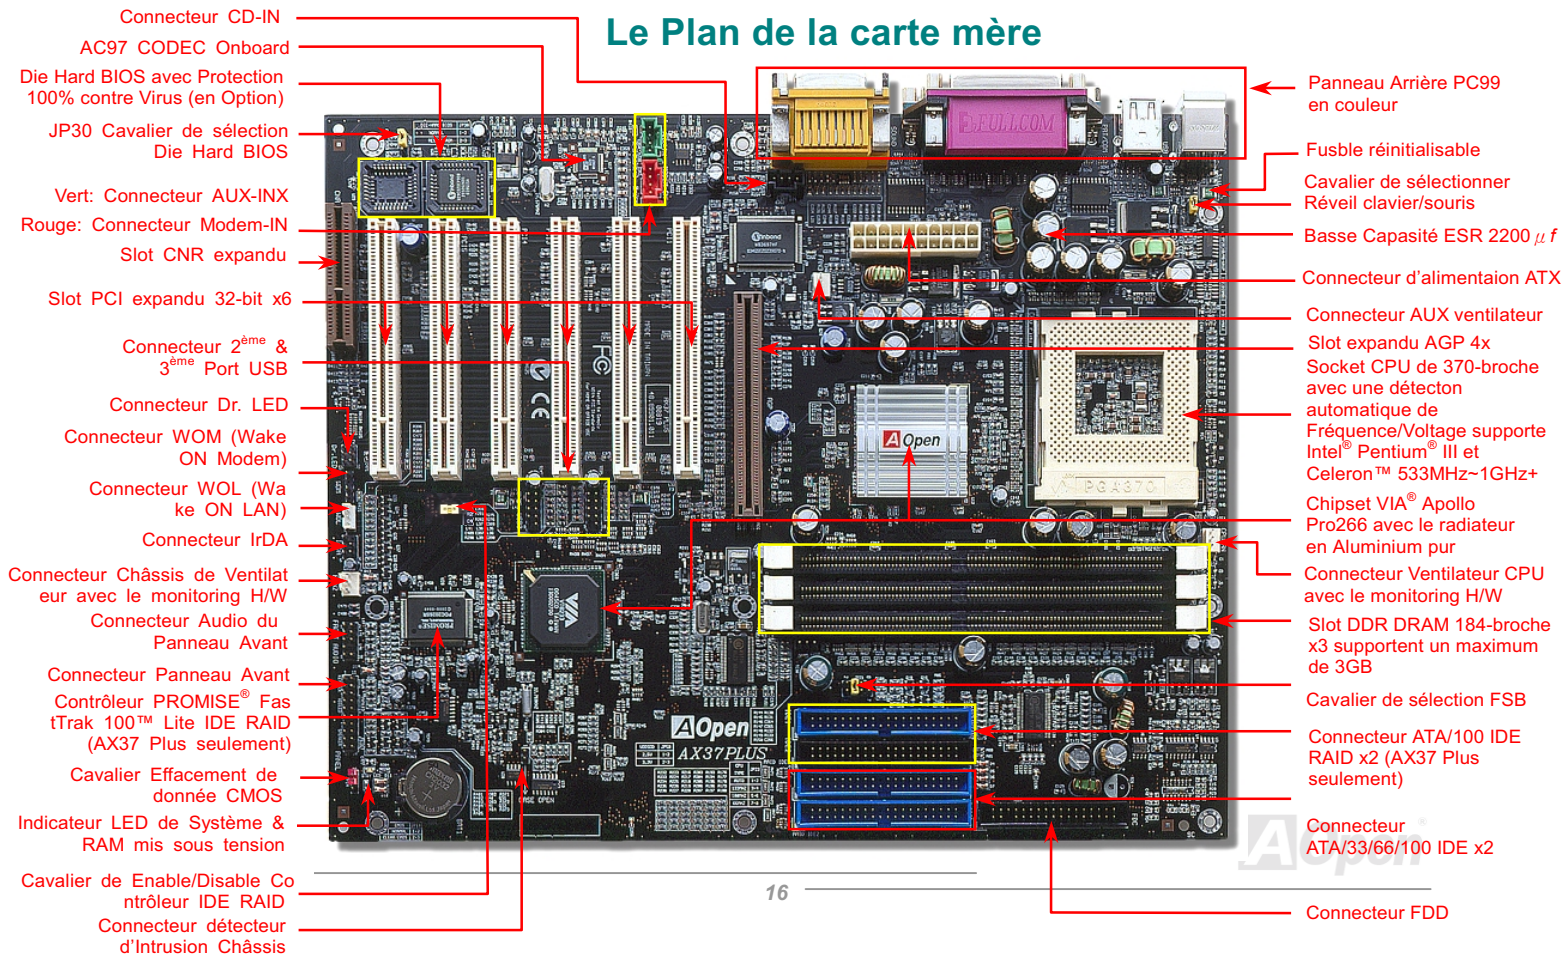 Le Plan de la carte mère
Connecteur CD-IN
AC97 CODEC Onboard
Die Hard BIOS avec Protection
100% contre Virus (en Option)
JP30 Cavalier de sélection
Die Hard BIOS
Vert: Connecteur AUX-INX
Rouge: Connecteur Modem-IN
Slot CNR expandu
Slot PCI expandu 32-bit x6
Connecteur 2ème &
3ème Port USB
Connecteur Dr. LED
Connecteur WOM (Wake
ON Modem)
Connecteur WOL (Wa
ke ON LAN)
Connecteur IrDA
Connecteur Châssis de Ventilat
eur avec le monitoring H/W
Connecteur Audio du
Panneau Avant
Connecteur Panneau Avant
Contrôleur PROMISE® Fas
tTrak 100™ Lite IDE RAID
(AX37 Plus seulement)
Cavalier Effacement de
donnée CMOS
Indicateur LED de Système &
RAM mis sous tension
Cavalier de Enable/Disable Co
ntrôleur IDE RAID
Connecteur détecteur
d'Intrusion Châssis
Panneau Arrière PC99
en couleur
Fusble réinitialisable
Cavalier de sélectionner
Réveil clavier/souris
Basse Capasité ESR 2200 μf
Connecteur d'alimentaion ATX
Connecteur AUX ventilateur
Slot expandu AGP 4x
Socket CPU de 370-broche
avec une détecton
automatique de
Fréquence/Voltage supporte
Intel® Pentium® III et
Celeron™ 533MHz~1GHz+
Chipset VIA® Apollo
Pro266 avec le radiateur
en Aluminium pur
Connecteur Ventilateur CPU
avec le monitoring H/W
Slot DDR DRAM 184-broche
x3 supportent un maximum
de 3GB
Cavalier de sélection FSB
Connecteur ATA/100 IDE
RAID x2 (AX37 Plus
seulement)
Connecteur
ATA/33/66/100 IDE x2
Connecteur FDD
FULLCOM
Winbond
AOpen
PGA370
PROMISE
VIA
AOpen
AX37PLUS
CASE OPEN
FDC
AOpen
16